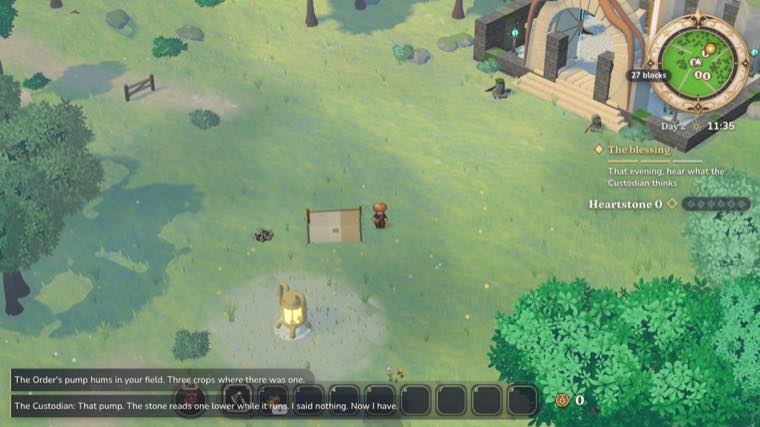 27 blocks
Day 2 11:35
The blessing
That evening, hear what the
Custodian thinks
Heartstone 0
The Order's pump hums in your field. Three crops where there was one.
The Custodian: That pump. The stone reads one lower while it runs. I said nothing. Now I have.
0